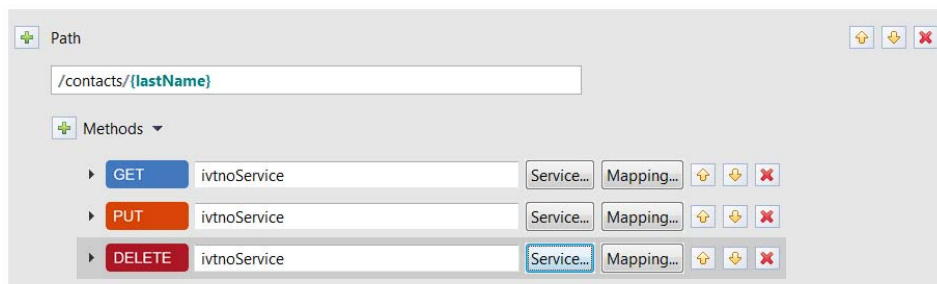 Path
/contacts/{lastName}
Methods
GET ivtnoService Service... Mapping...
PUT ivtnoService Service... Mapping...
DELETE ivtnoService Service... Mapping...